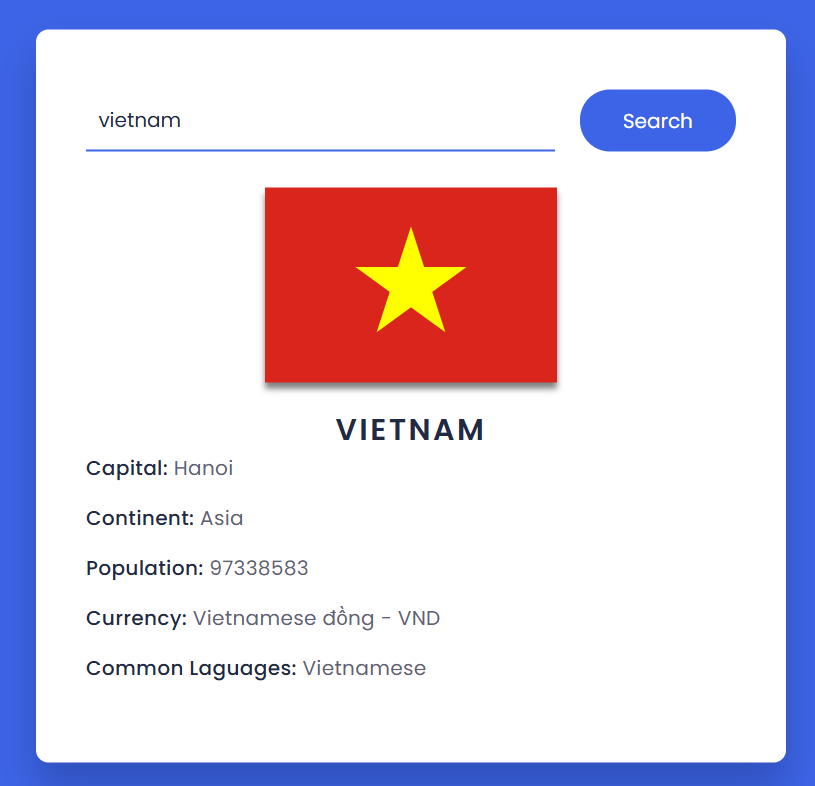 vietnam
Search
VIETNAM
Capital: Hanoi
Continent: Asia
Population: 97338583
Currency: Vietnamese đồng - VND
Common Laguages: Vietnamese